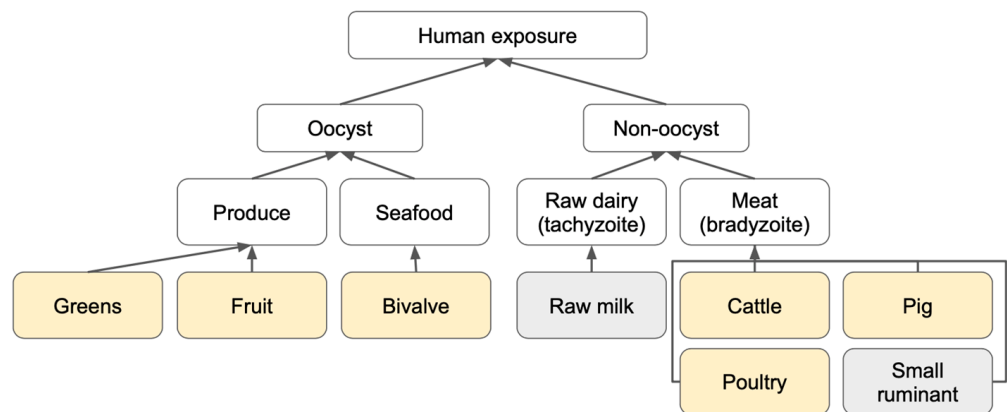 Human exposure
Oocyst
Non-oocyst
Produce
Seafood
Raw dairy
(tachyzoite)
Meat
(bradyzoite)
Greens
Fruit
Bivalve
Raw milk
Cattle
Pig
Poultry
Small
ruminant